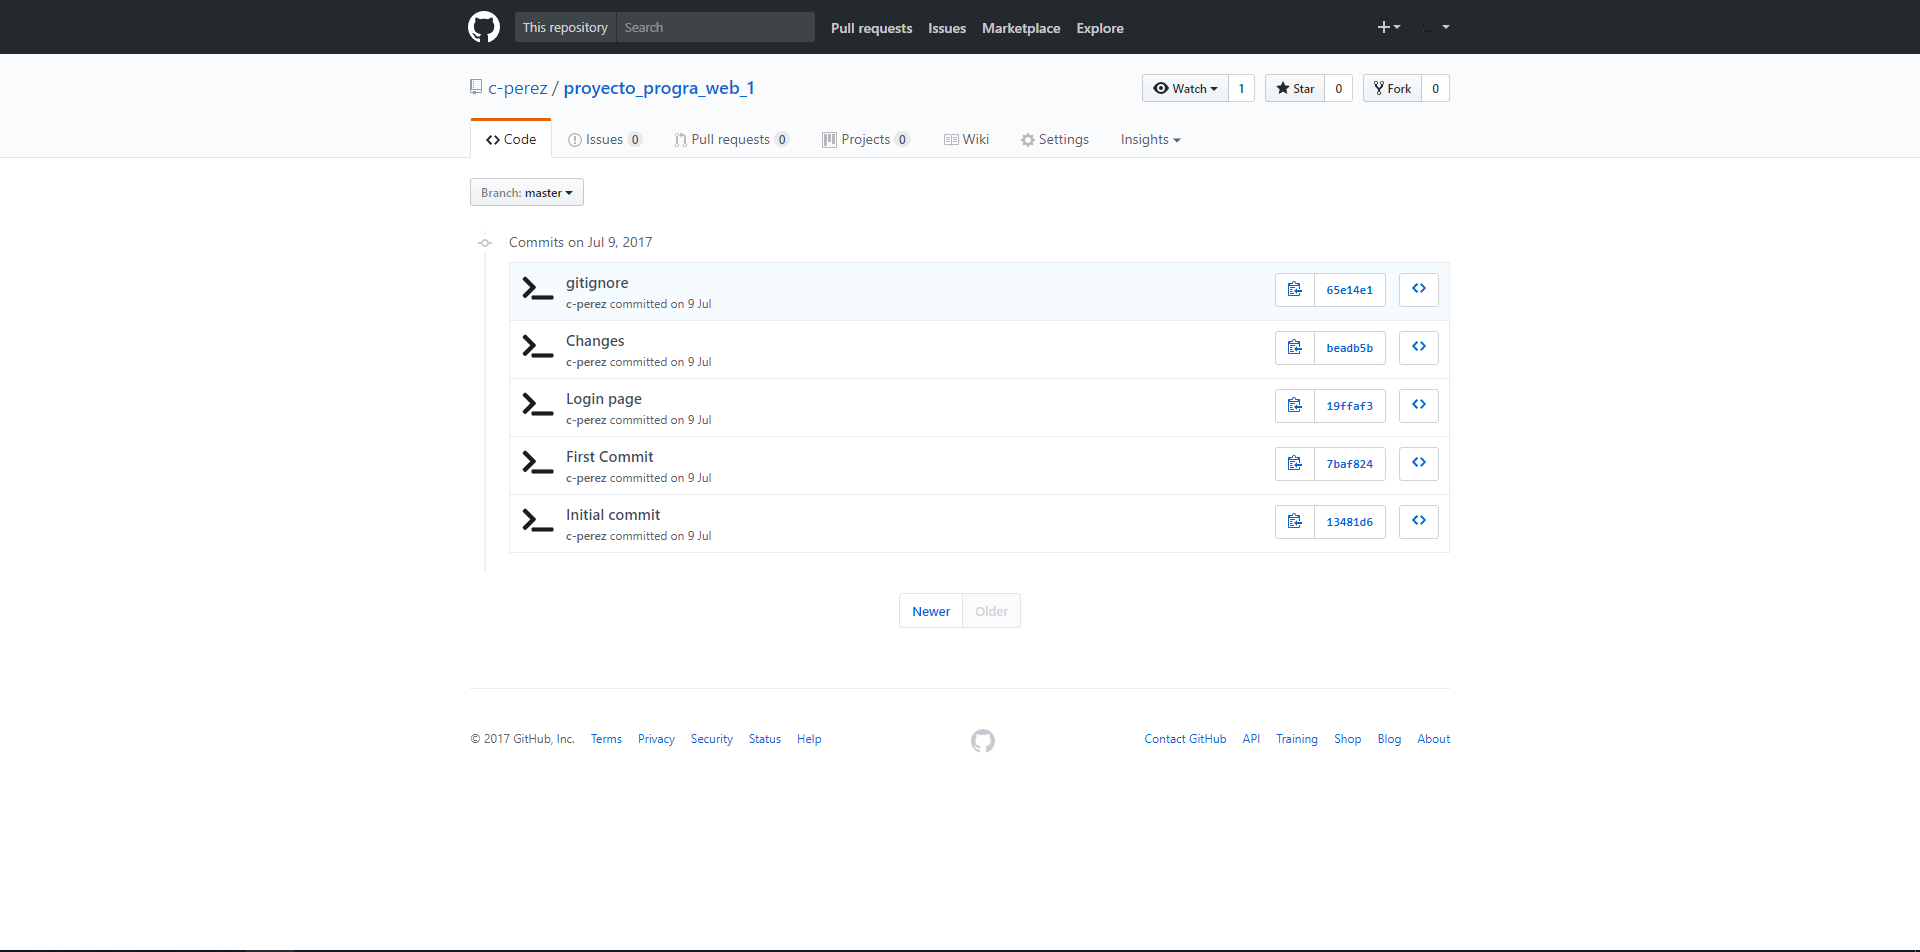 This repository Search Pull requests Issues Marketplace Explore
c-perez / proyecto_progra_web_1 Watch 1 Star 0 Fork 0
Code Issues 0 Pull requests 0 Projects 0 Wiki Settings Insights
Branch: master
Commits on Jul 9, 2017
gitignore
c-perez committed on 9 Jul
65e14e1
Changes
c-perez committed on 9 Jul
beadb5b
Login page
c-perez committed on 9 Jul
19ffaf3
First Commit
c-perez committed on 9 Jul
7baf824
Initial commit
c-perez committed on 9 Jul
13481d6
Newer Older
© 2017 GitHub, Inc. Terms Privacy Security Status Help Contact GitHub API Training Shop Blog About